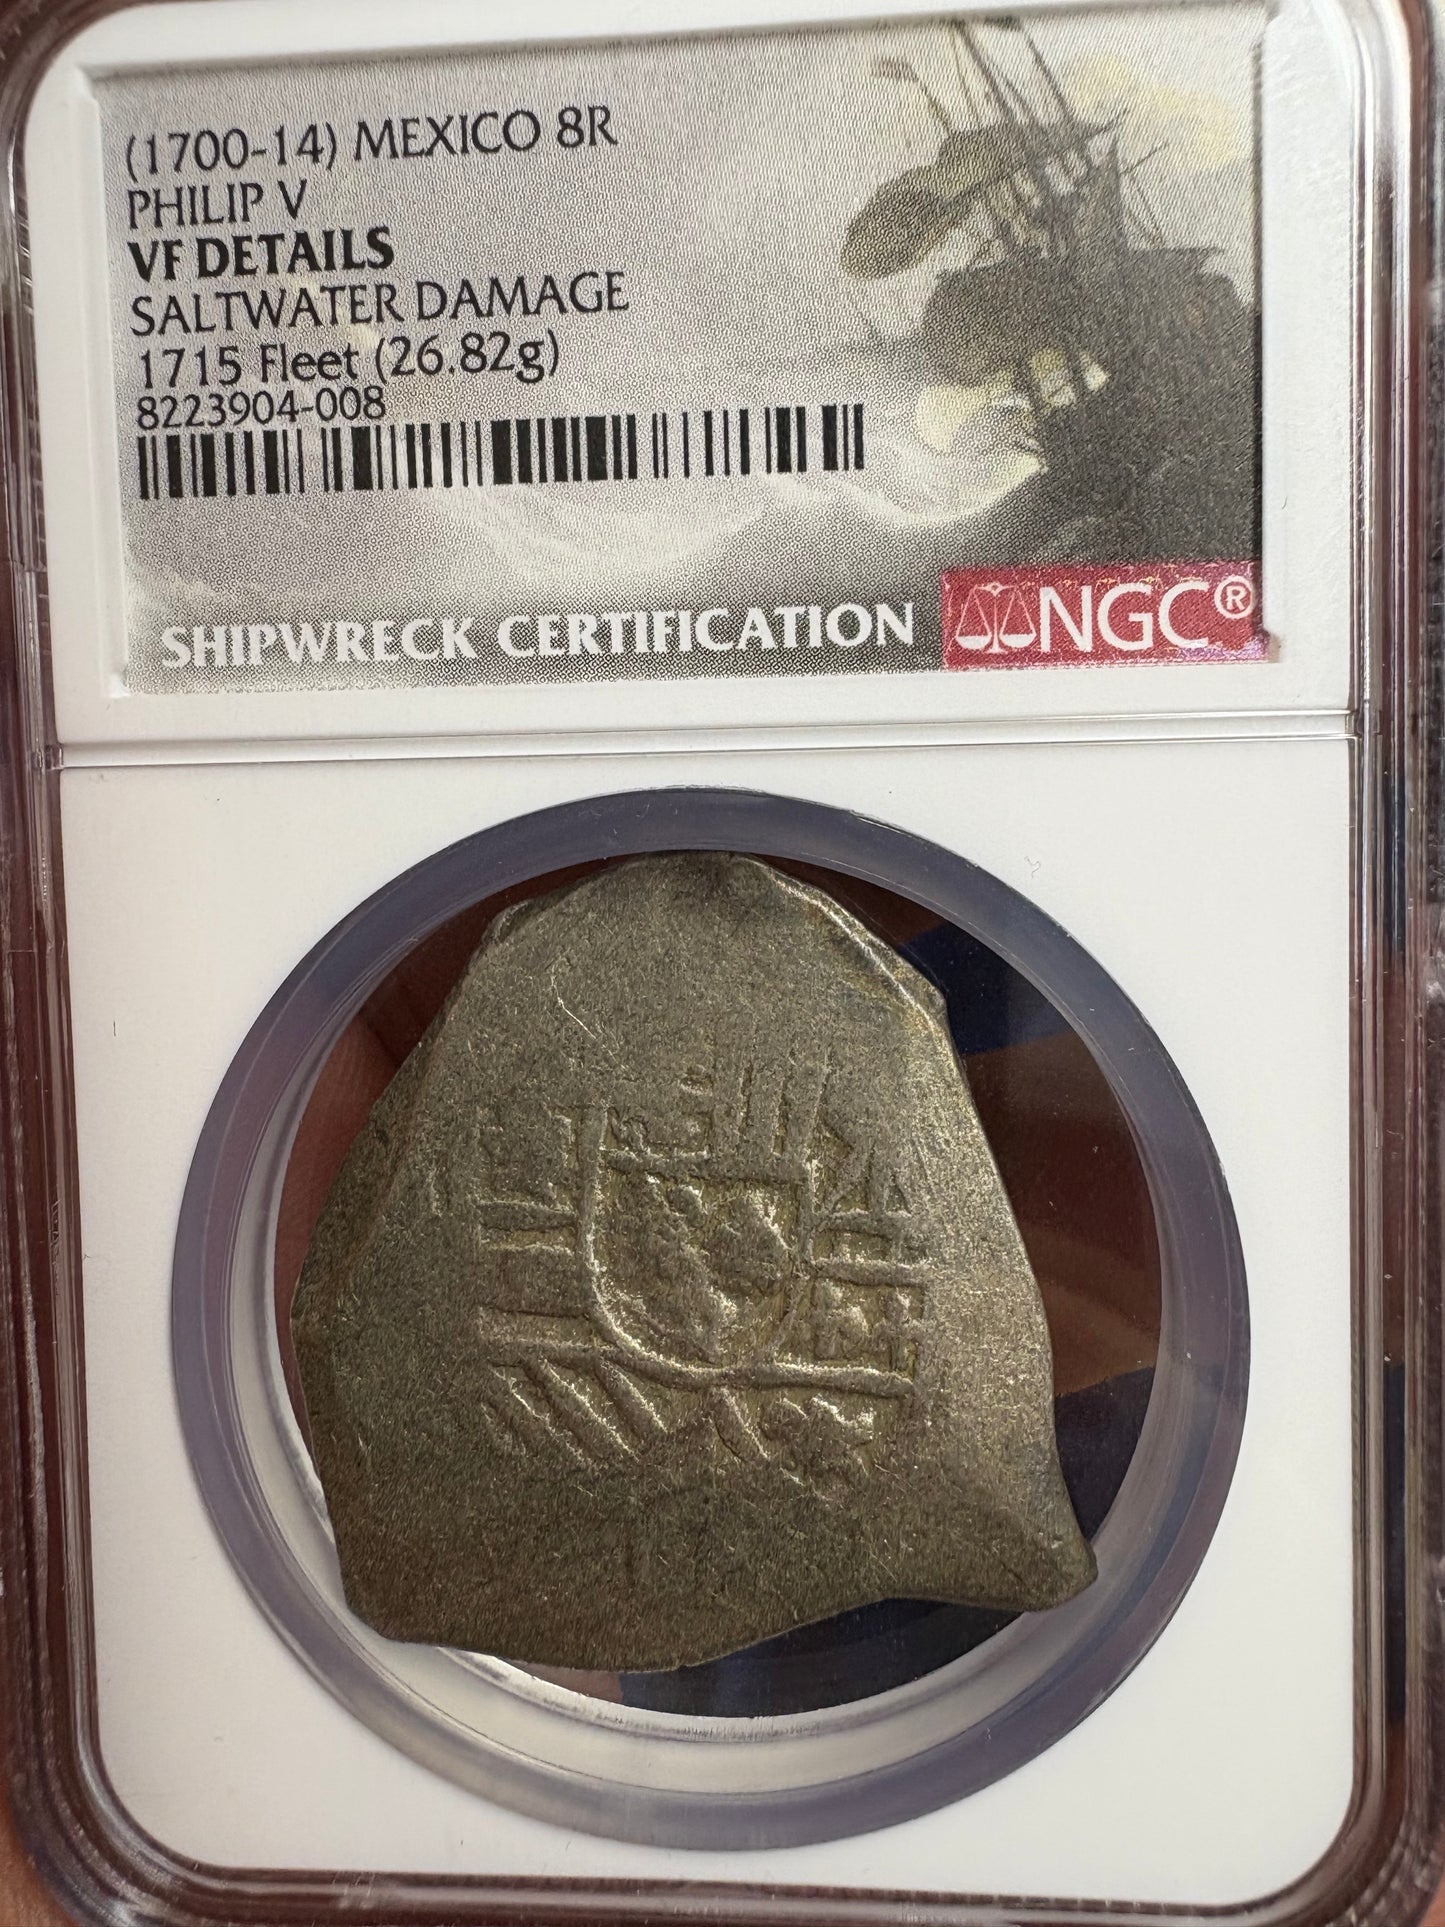 (1700-14) MEXICO 8R
PHILIP V
VF DETAILS
SALTWATER DAMAGE
1715 Fleet (26.82g)
8223904-008
SHIPWRECK CERTIFICATION
NGC®